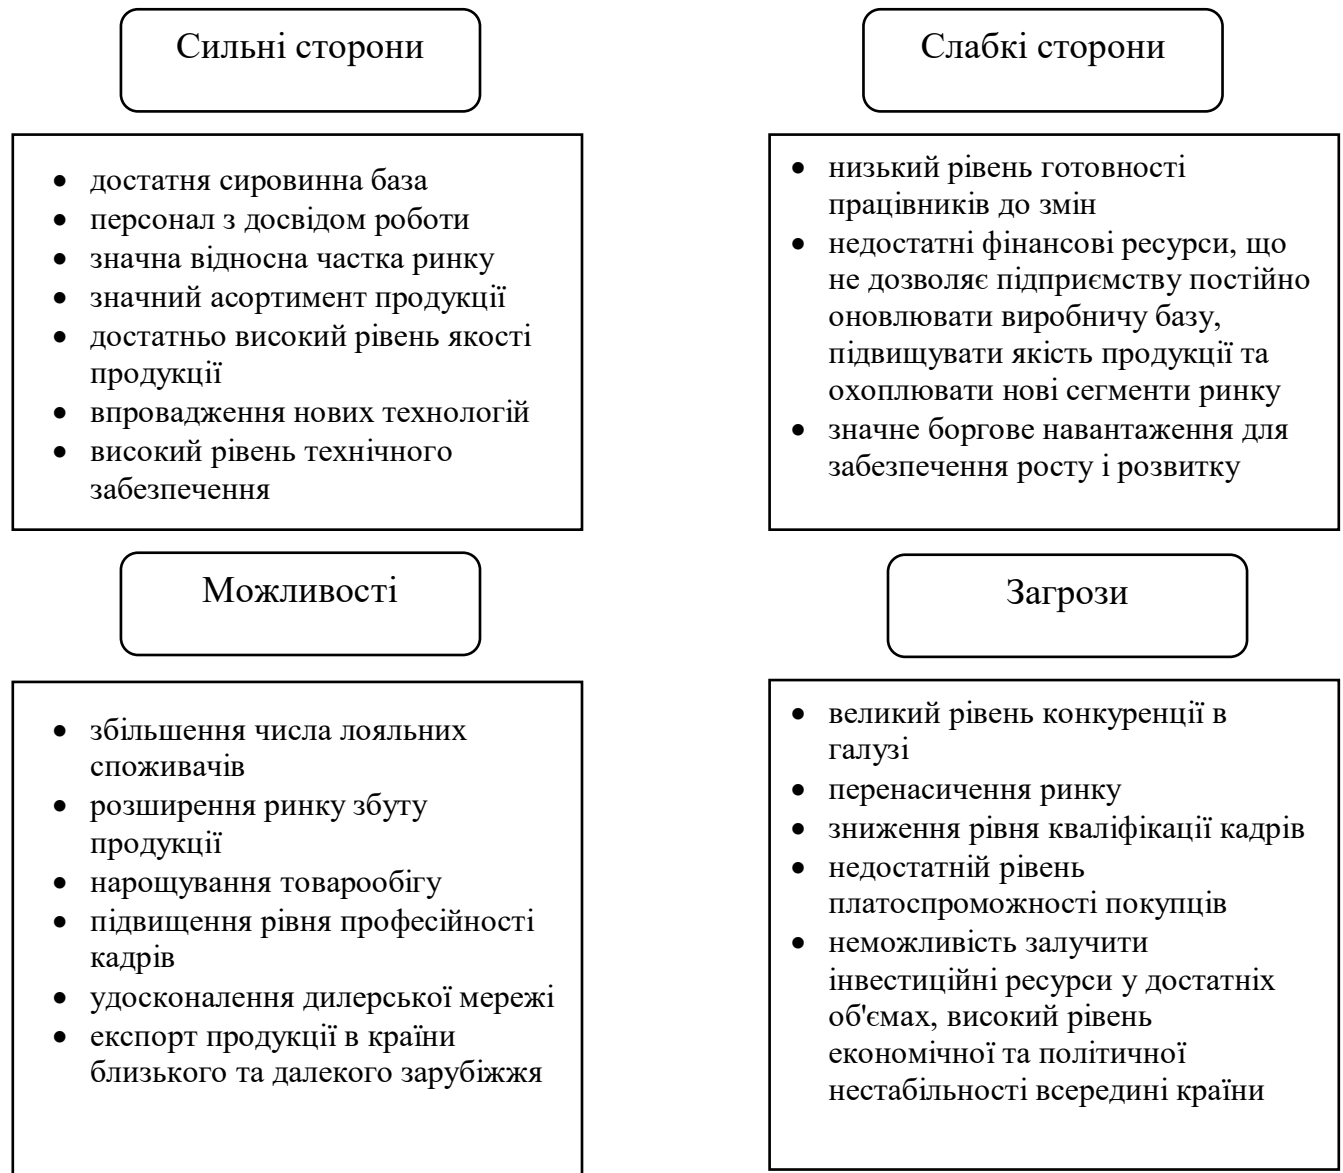 Сильні сторони
• достатня сировинна база
• персонал з досвідом роботи
• значна відносна частка ринку
• значний асортимент продукції
• достатньо високий рівень якості
продукції
• впровадження нових технологій
• високий рівень технічного
забезпечення
Слабкі сторони
• низький рівень готовності
працівників до змін
• недостатні фінансові ресурси, що
не дозволяє підприємству постійно
оновлювати виробничу базу,
підвищувати якість продукції та
охоплювати нові сегменти ринку
• значне боргове навантаження для
забезпечення росту і розвитку
Можливості
• збільшення числа лояльних
споживачів
• розширення ринку збуту
продукції
• нарощування товарообігу
• підвищення рівня професійності
кадрів
• удосконалення дилерської мережі
• експорт продукції в країни
близького та далекого зарубіжжя
Загрози
• великий рівень конкуренції в
галузі
• перенасичення ринку
• зниження рівня кваліфікації кадрів
• недостатній рівень
платоспроможності покупців
• неможливість залучити
інвестиційні ресурси у достатніх
об'ємах, високий рівень
економічної та політичної
нестабільності всередині країни